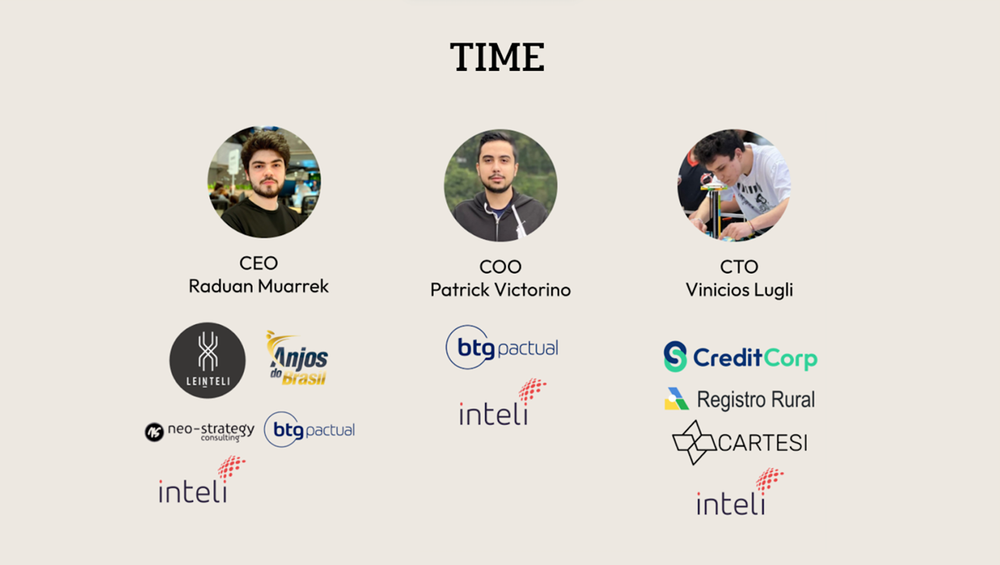 TIME
CEO
Raduan Muarrek
LEINTELI
Anjos
do Brasil
neo-strategy
consulting
btg pactual
inteli
COO
Patrick Victorino
btg pactual
inteli
CTO
Vinicios Lugli
CreditCorp
Registro Rural
CARTESI
inteli